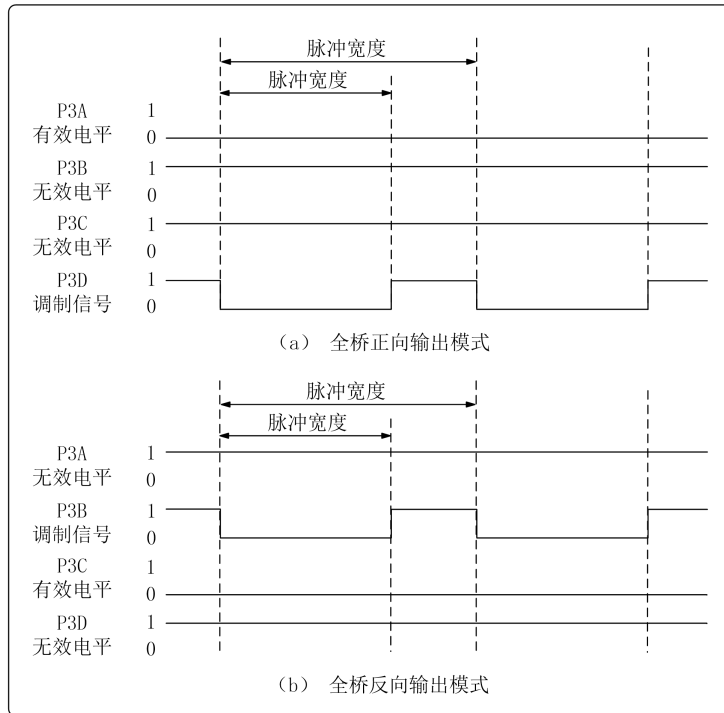 脉冲宽度
脉冲宽度
P3A 1
有效电平 0
P3B 1
无效电平 0
P3C 1
无效电平 0
P3D 1
调制信号 0
(a) 全桥正向输出模式
脉冲宽度
脉冲宽度
P3A 1
无效电平 0
P3B 1
调制信号 0
P3C 1
有效电平 0
P3D 1
无效电平 0
(b) 全桥反向输出模式